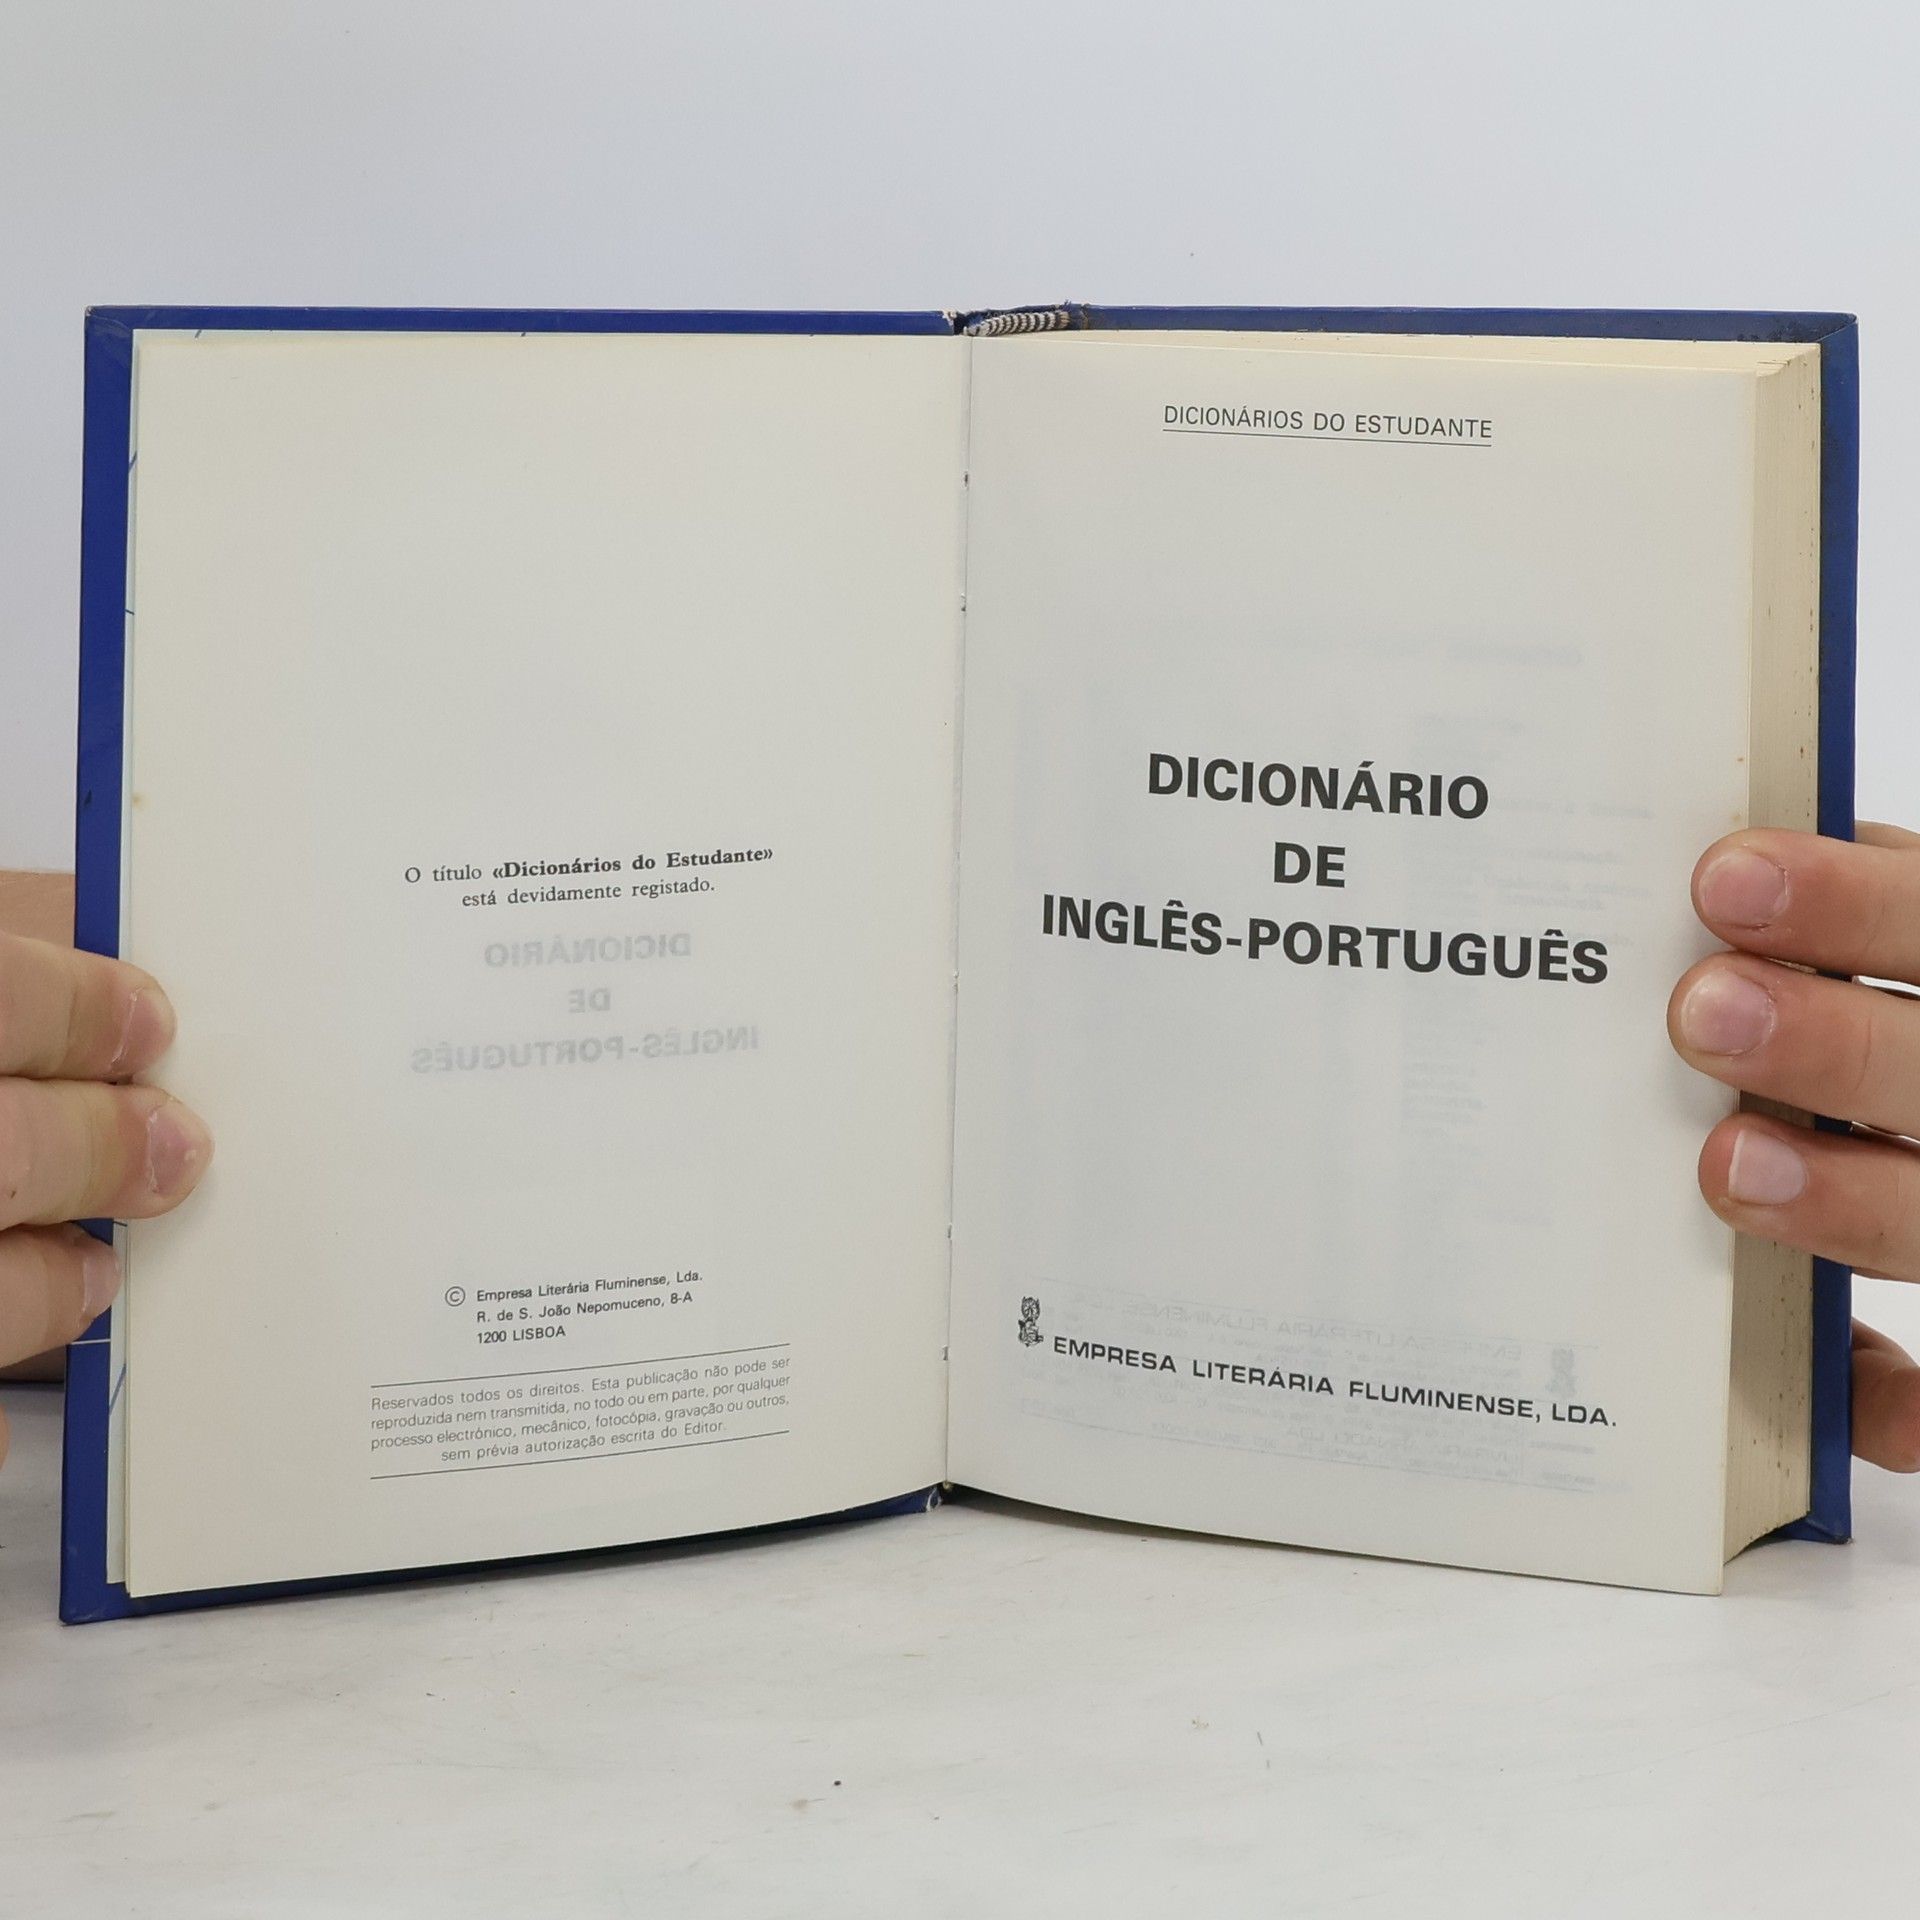 O título «Dicionários do Estudante»
está devidamente registado.
© Empresa Literária Fluminense, Lda.
R. de S. João Nepomuceno, 8-A
1200 LISBOA
Reservados todos os direitos. Esta publicação não pode ser
reproduzida nem transmitida, no todo ou em parte, por qualquer
processo electrónico, mecânico, fotocópia, gravação ou outros,
sem prévia autorização escrita do Editor.
DICIONÁRIOS DO ESTUDANTE
DICIONÁRIO
DE
INGLÊS-PORTUGUÊS
EMPRESA LITERÁRIA FLUMINENSE, LDA.